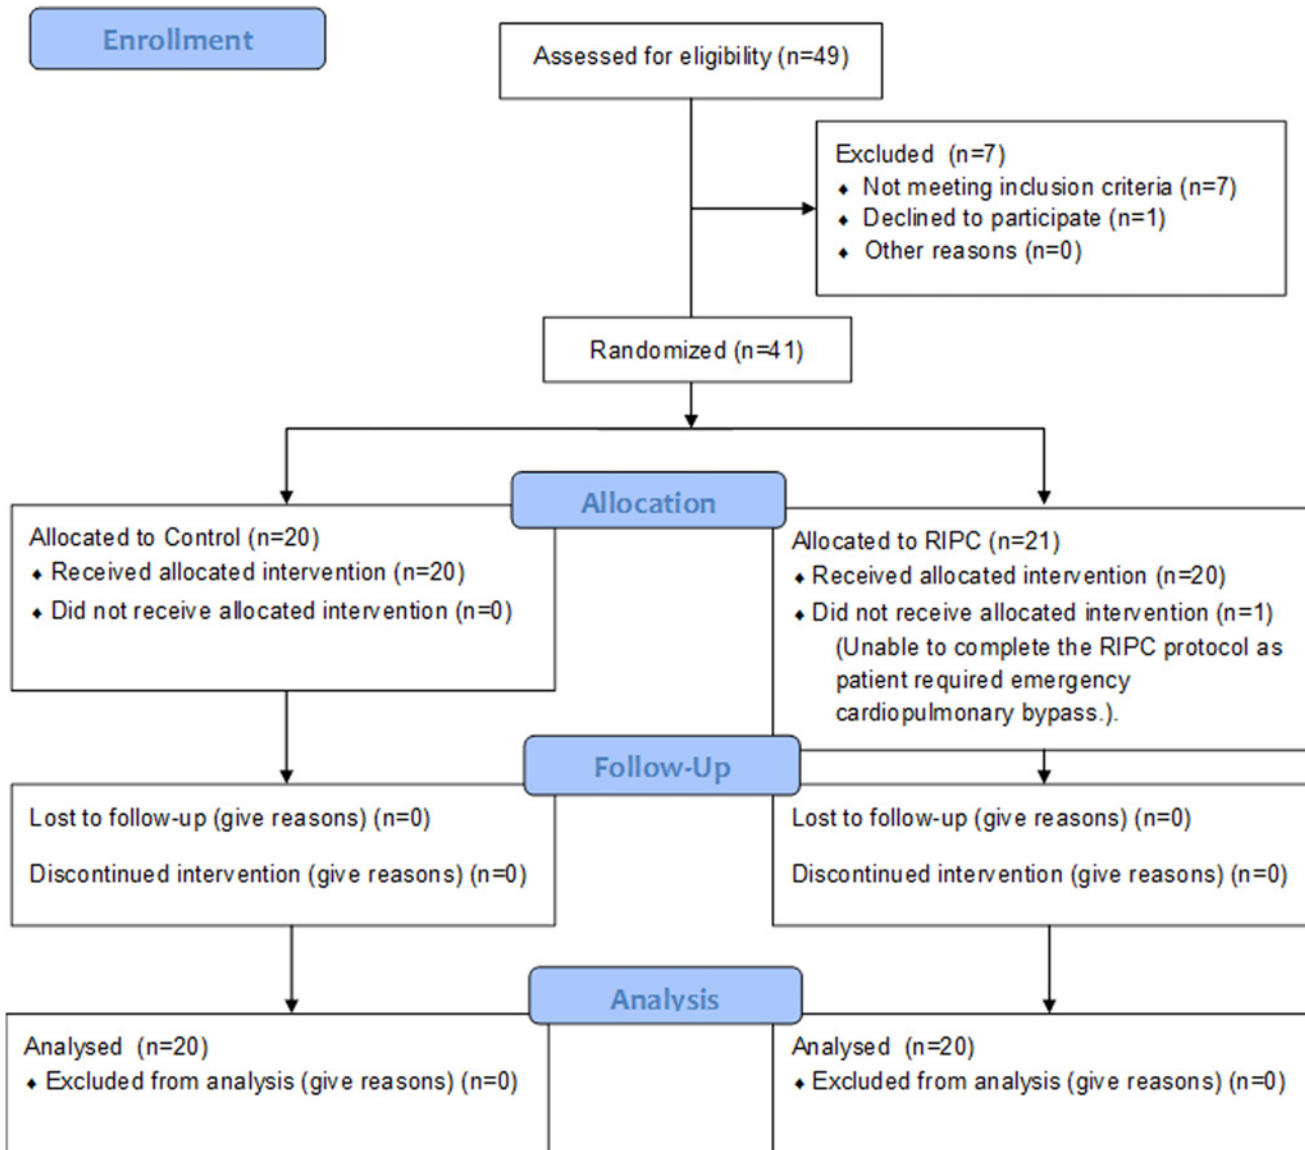 Enrollment
Assessed for eligibility (n=49)
Excluded (n=7)
♦ Not meeting inclusion criteria (n=7)
♦ Declined to participate (n=1)
♦ Other reasons (n=0)
Randomized (n=41)
Allocation
Allocated to Control (n=20)
♦ Received allocated intervention (n=20)
♦ Did not receive allocated intervention (n=0)
Allocated to RIPC (n=21)
♦ Received allocated intervention (n=20)
♦ Did not receive allocated intervention (n=1)
(Unable to complete the RIPC protocol as
patient required emergency
cardiopulmonary bypass.).
Follow-Up
Lost to follow-up (give reasons) (n=0)
Discontinued intervention (give reasons) (n=0)
Lost to follow-up (give reasons) (n=0)
Discontinued intervention (give reasons) (n=0)
Analysis
Analysed (n=20)
♦ Excluded from analysis (give reasons) (n=0)
Analysed (n=20)
♦ Excluded from analysis (give reasons) (n=0)